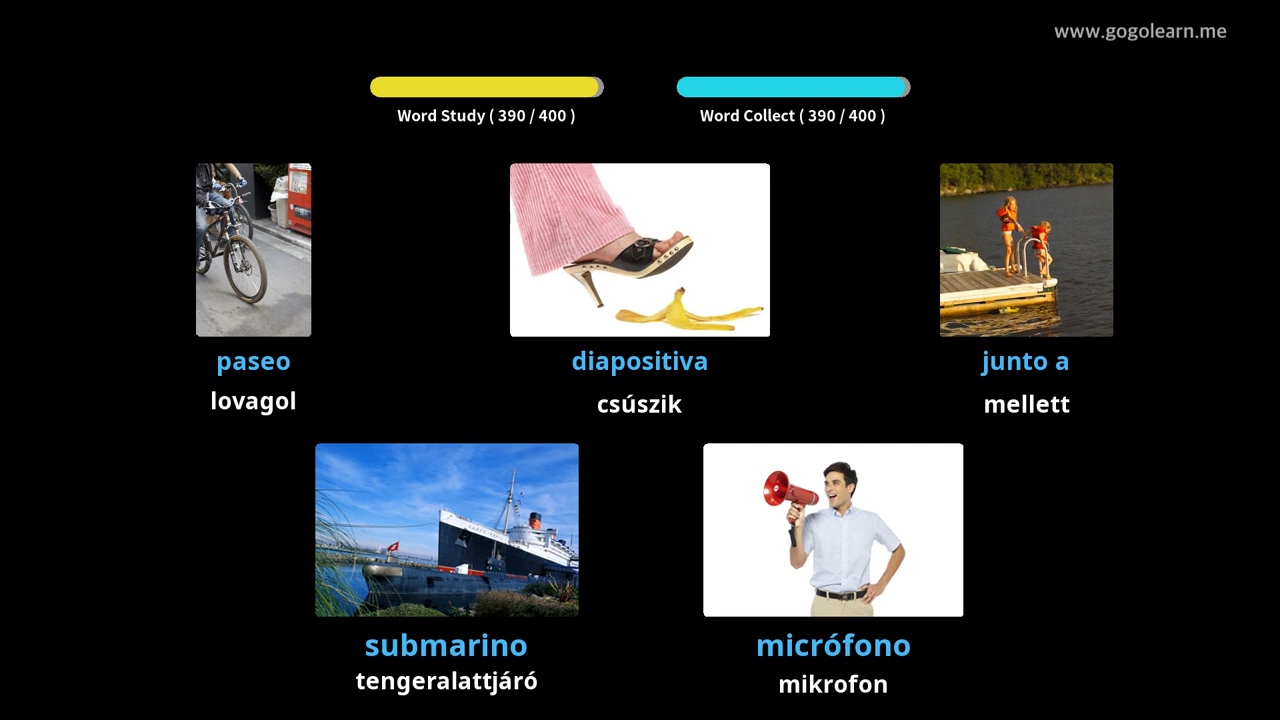 www.gogolearn.me
Word Study ( 390 / 400 )
Word Collect ( 390 / 400 )
paseo
lovagol
diapositiva
csúszik
junto a
mellett
submarino
tengeralattjáró
micrófono
mikrofon